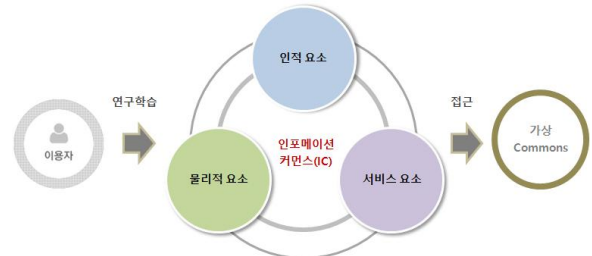 인적 요소
연구학습
접근
이용자
물리적 요소
인포메이션
커먼스(IC)
서비스 요소
가상
Commons